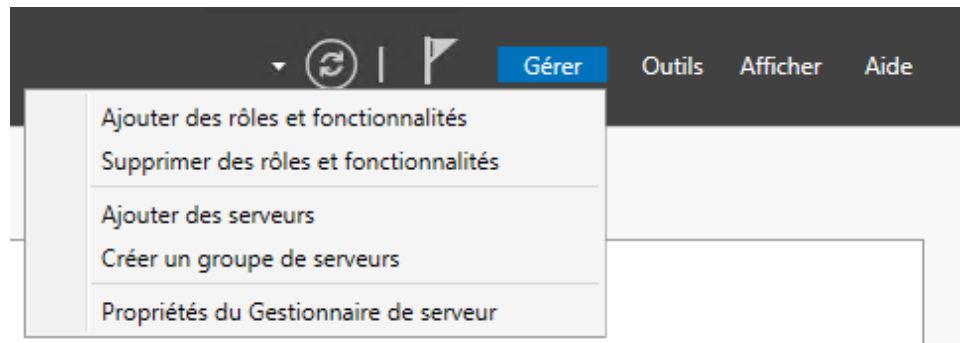 Gérer Outils Afficher Aide
Ajouter des rôles et fonctionnalités
Supprimer des rôles et fonctionnalités
Ajouter des serveurs
Créer un groupe de serveurs
Propriétés du Gestionnaire de serveur